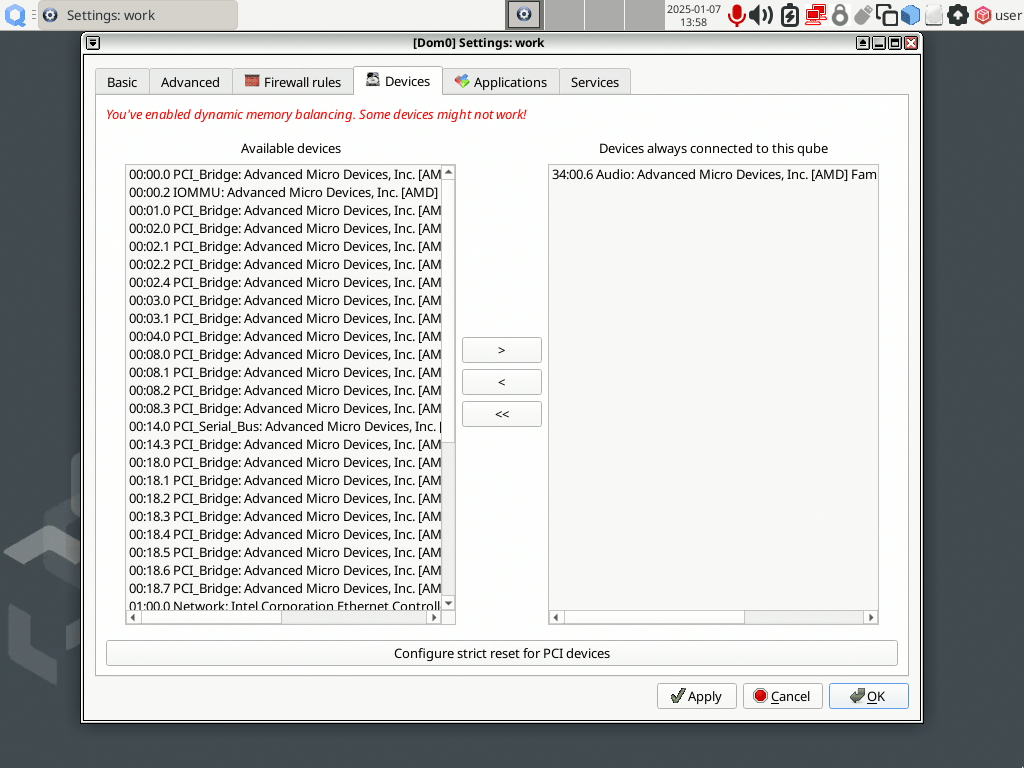 Settings: work
2025-01-07
13:58
user
[Dom0] Settings: work
Basic
Advanced
Firewall rules
Devices
Applications
Services
You've enabled dynamic memory balancing. Some devices might not work!
Available devices
Devices always connected to this qube
00:00.0 PCI_Bridge: Advanced Micro Devices, Inc. [AM
00:00.2 IOMMU: Advanced Micro Devices, Inc. [AMD]
00:01.0 PCI_Bridge: Advanced Micro Devices, Inc. [AM
00:02.0 PCI_Bridge: Advanced Micro Devices, Inc. [AM
00:02.1 PCI_Bridge: Advanced Micro Devices, Inc. [AM
00:02.2 PCI_Bridge: Advanced Micro Devices, Inc. [AM
00:02.4 PCI_Bridge: Advanced Micro Devices, Inc. [AM
00:03.0 PCI_Bridge: Advanced Micro Devices, Inc. [AM
00:03.1 PCI_Bridge: Advanced Micro Devices, Inc. [AM
00:04.0 PCI_Bridge: Advanced Micro Devices, Inc. [AM
00:08.0 PCI_Bridge: Advanced Micro Devices, Inc. [AM
00:08.1 PCI_Bridge: Advanced Micro Devices, Inc. [AM
00:08.2 PCI_Bridge: Advanced Micro Devices, Inc. [AM
00:08.3 PCI_Bridge: Advanced Micro Devices, Inc. [AM
00:14.0 PCI_Serial_Bus: Advanced Micro Devices, Inc. [
00:14.3 PCI_Bridge: Advanced Micro Devices, Inc. [AM
00:18.0 PCI_Bridge: Advanced Micro Devices, Inc. [AM
00:18.1 PCI_Bridge: Advanced Micro Devices, Inc. [AM
00:18.2 PCI_Bridge: Advanced Micro Devices, Inc. [AM
00:18.3 PCI_Bridge: Advanced Micro Devices, Inc. [AM
00:18.4 PCI_Bridge: Advanced Micro Devices, Inc. [AM
00:18.5 PCI_Bridge: Advanced Micro Devices, Inc. [AM
00:18.6 PCI_Bridge: Advanced Micro Devices, Inc. [AM
00:18.7 PCI_Bridge: Advanced Micro Devices, Inc. [AM
01:00.0 Network: Intel Corporation Ethernet Controll
>
<
<<
34:00.6 Audio: Advanced Micro Devices, Inc. [AMD] Fam
Configure strict reset for PCI devices
Apply
Cancel
OK